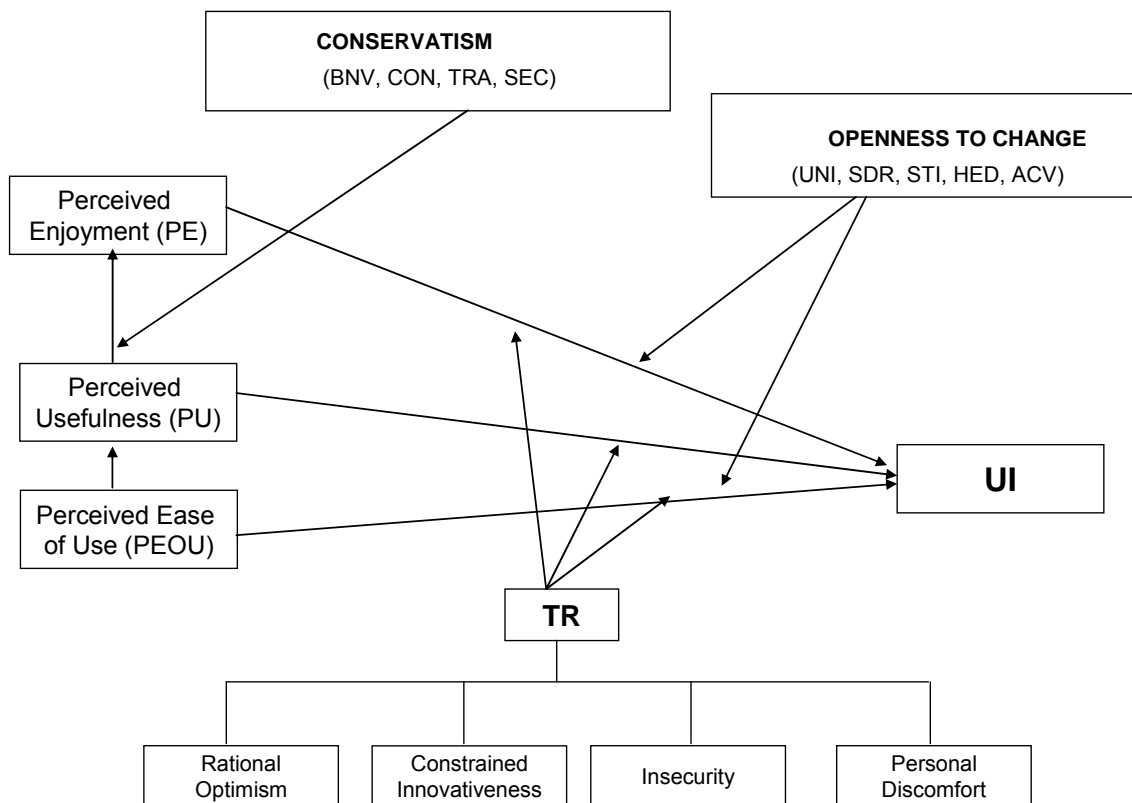 CONSERVATISM
(BNV, CON, TRA, SEC)
OPENNESS TO CHANGE
(UNI, SDR, STI, HED, ACV)
Perceived
Enjoyment (PE)
Perceived
Usefulness (PU)
UI
Perceived Ease
of Use (PEOU)
TR
Rational
Optimism
Constrained
Innovativeness
Insecurity
Personal
Discomfort